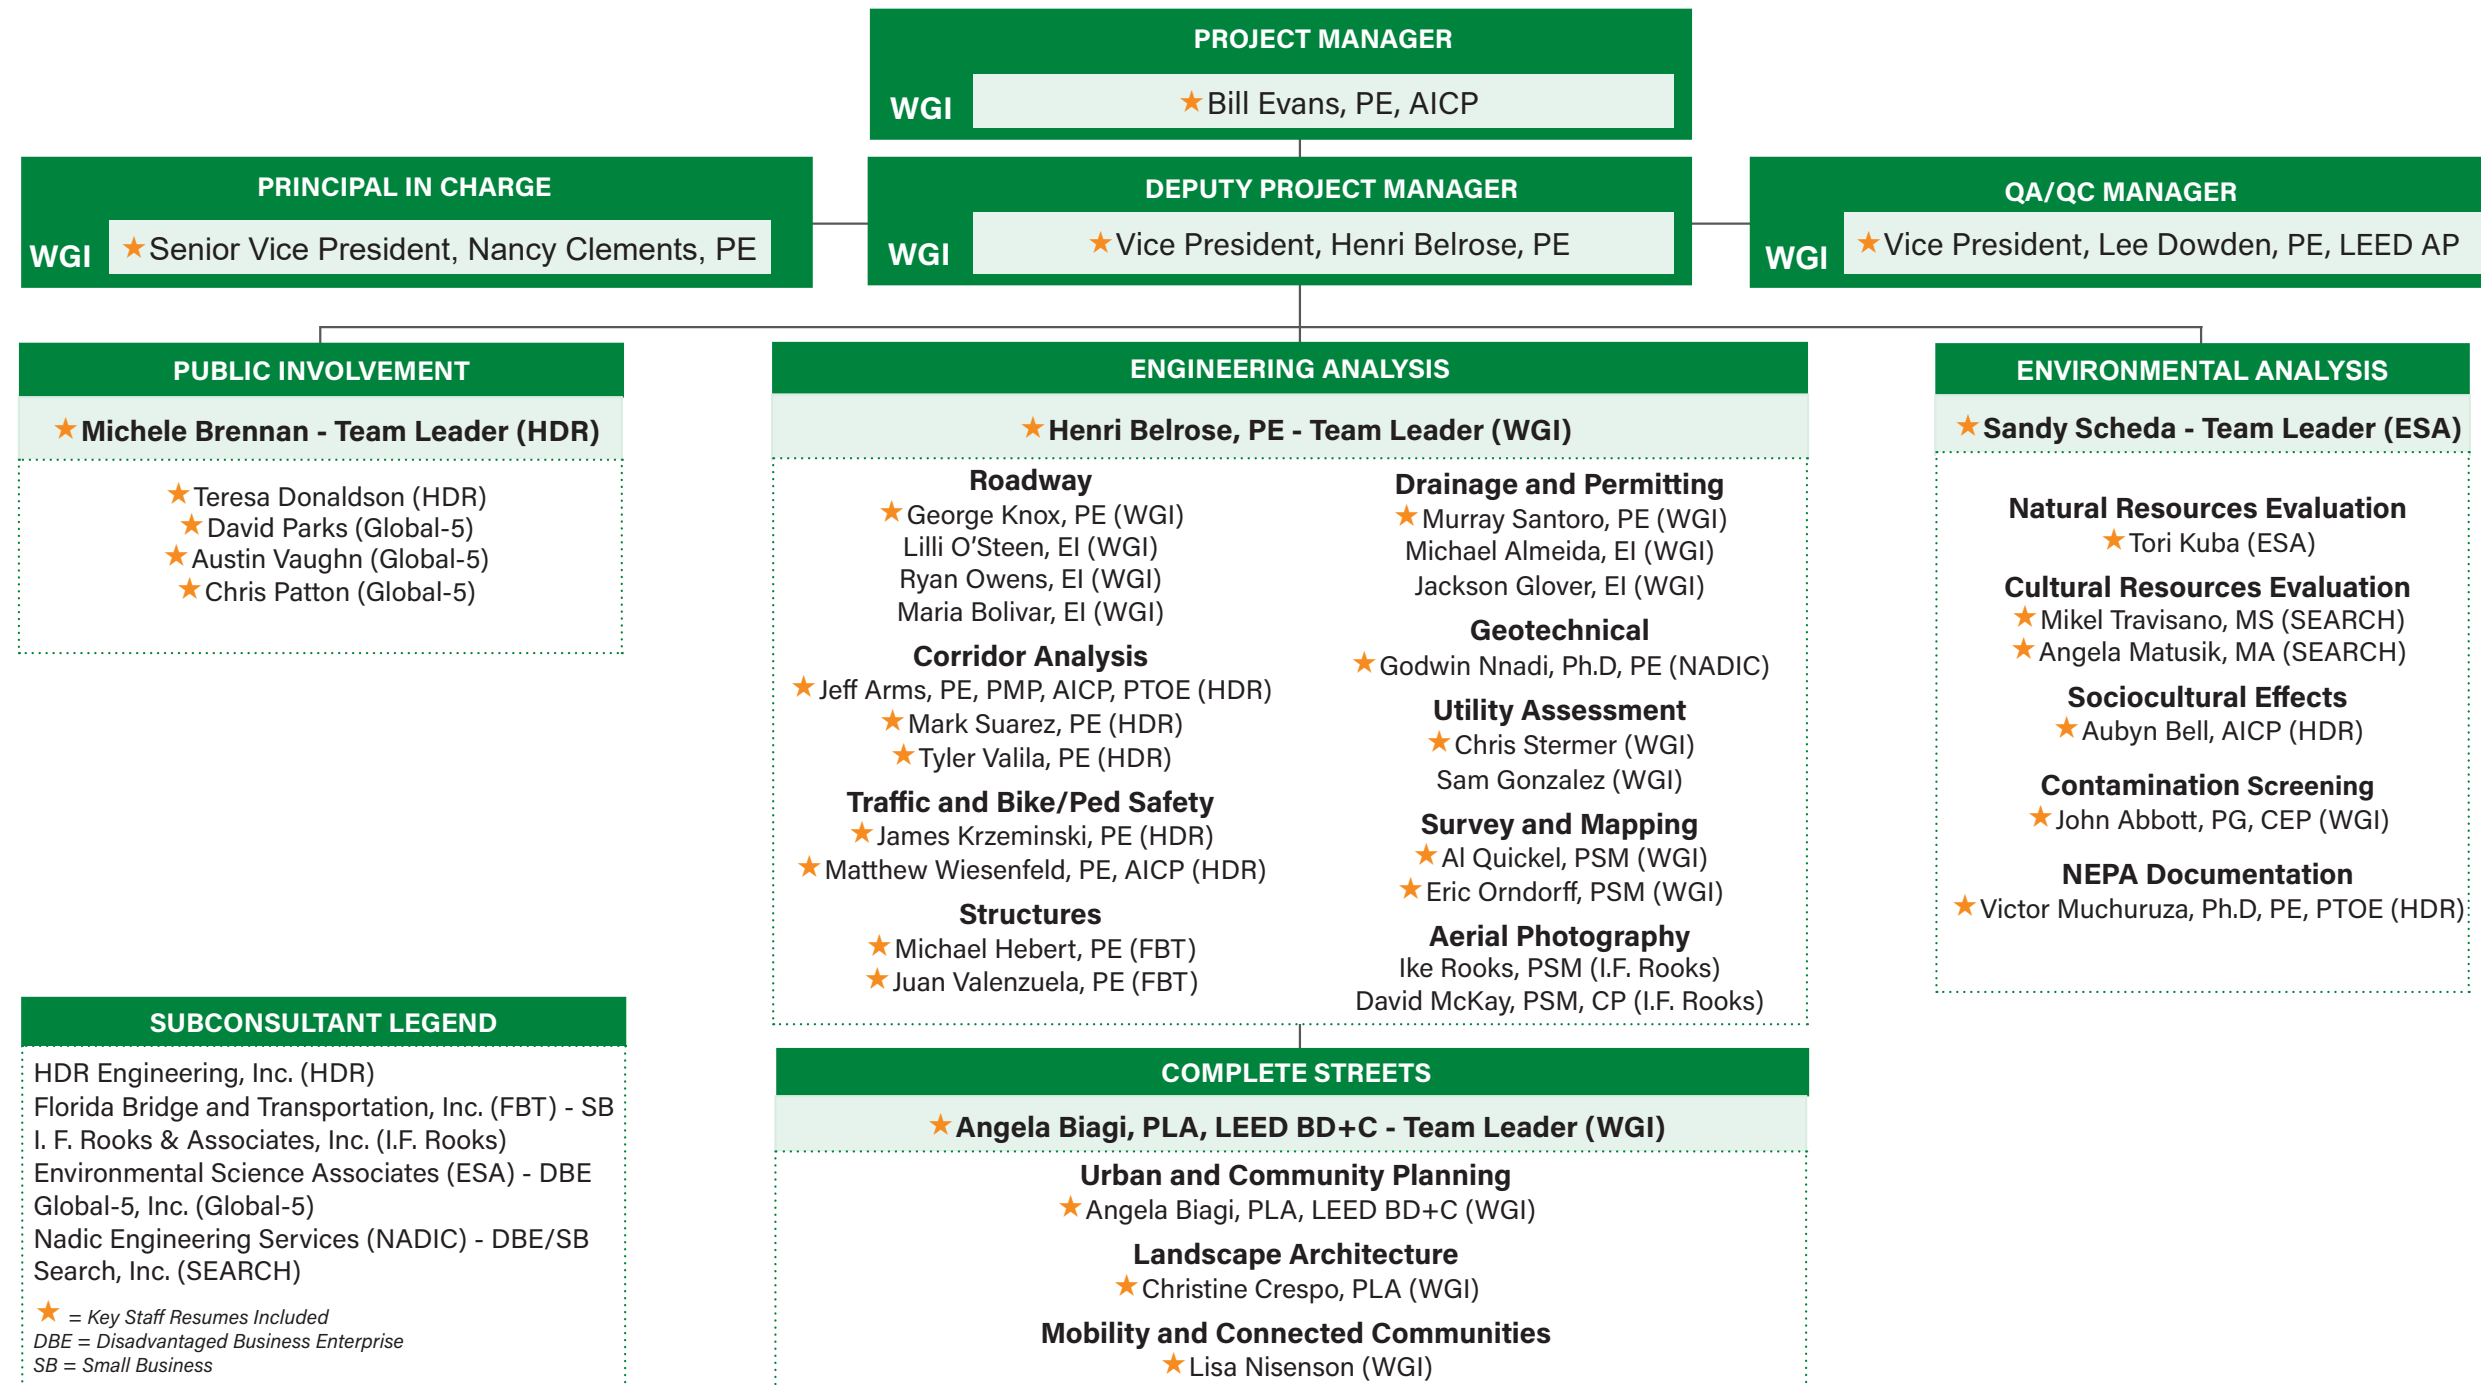 PROJECT MANAGER
WGI
★Bill Evans, PE, AICP
PRINCIPAL IN CHARGE
WGI
★Senior Vice President, Nancy Clements, PE
DEPUTY PROJECT MANAGER
WGI
★Vice President, Henri Belrose, PE
QA/QC MANAGER
WGI
★Vice President, Lee Dowden, PE, LEED AP
PUBLIC INVOLVEMENT
★Michele Brennan - Team Leader (HDR)
★Teresa Donaldson (HDR)
★David Parks (Global-5)
★Austin Vaughn (Global-5)
★Chris Patton (Global-5)
ENGINEERING ANALYSIS
★Henri Belrose, PE - Team Leader (WGI)
Roadway
★George Knox, PE (WGI)
Lilli O'Steen, EI (WGI)
Ryan Owens, EI (WGI)
Maria Bolivar, EI (WGI)
Corridor Analysis
★Jeff Arms, PE, PMP, AICP, PTOE (HDR)
★Mark Suarez, PE (HDR)
★Tyler Valila, PE (HDR)
Traffic and Bike/Ped Safety
★James Krzeminski, PE (HDR)
★Matthew Wiesenfeld, PE, AICP (HDR)
Structures
★Michael Hebert, PE (FBT)
★Juan Valenzuela, PE (FBT)
Drainage and Permitting
★Murray Santoro, PE (WGI)
Michael Almeida, EI (WGI)
Jackson Glover, EI (WGI)
Geotechnical
★Godwin Nnadi, Ph.D, PE (NADIC)
Utility Assessment
★Chris Stermer (WGI)
Sam Gonzalez (WGI)
Survey and Mapping
★Al Quickel, PSM (WGI)
★Eric Orndorff, PSM (WGI)
Aerial Photography
Ike Rooks, PSM (I.F. Rooks)
David McKay, PSM, CP (I.F. Rooks)
ENVIRONMENTAL ANALYSIS
★Sandy Scheda - Team Leader (ESA)
Natural Resources Evaluation
★Tori Kuba (ESA)
Cultural Resources Evaluation
★Mikel Travisano, MS (SEARCH)
★Angela Matusik, MA (SEARCH)
Sociocultural Effects
★Aubyn Bell, AICP (HDR)
Contamination Screening
★John Abbott, PG, CEP (WGI)
NEPA Documentation
★Victor Muchuruza, Ph.D, PE, PTOE (HDR)
SUBCONSULTANT LEGEND
HDR Engineering, Inc. (HDR)
Florida Bridge and Transportation, Inc. (FBT) - SB
I. F. Rooks & Associates, Inc. (I.F. Rooks)
Environmental Science Associates (ESA) - DBE
Global-5, Inc. (Global-5)
Nadic Engineering Services (NADIC) - DBE/SB
Search, Inc. (SEARCH)
★ = Key Staff Resumes Included
DBE = Disadvantaged Business Enterprise
SB = Small Business
COMPLETE STREETS
★Angela Biagi, PLA, LEED BD+C - Team Leader (WGI)
Urban and Community Planning
★Angela Biagi, PLA, LEED BD+C (WGI)
Landscape Architecture
★Christine Crespo, PLA (WGI)
Mobility and Connected Communities
★Lisa Nisenson (WGI)